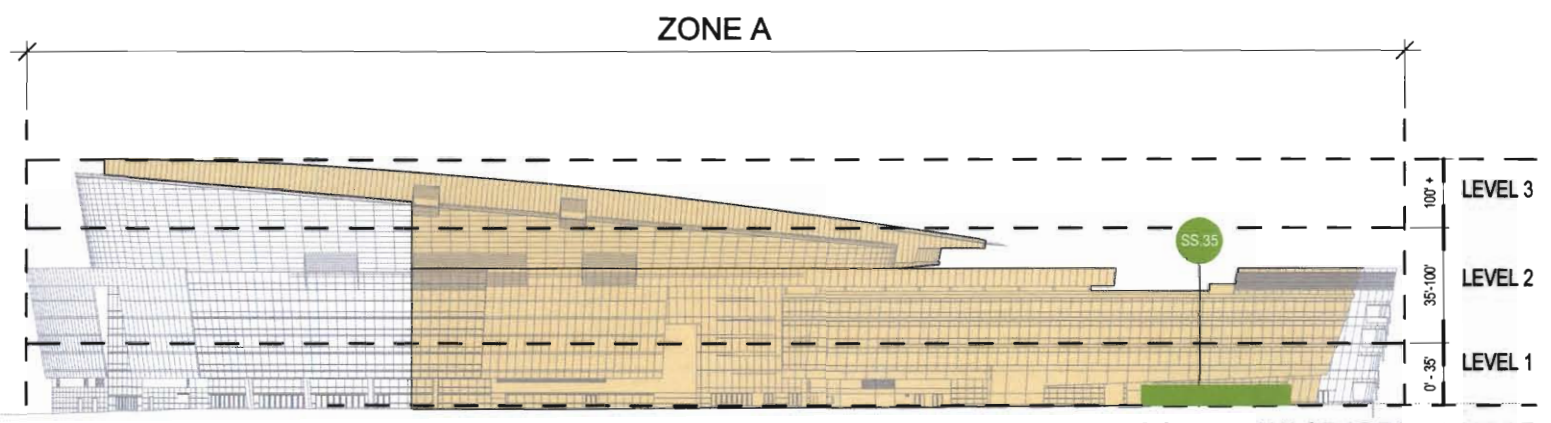 ZONE A
100' +
LEVEL 3
SS.35
35'-100'
LEVEL 2
0' - 35'
LEVEL 1